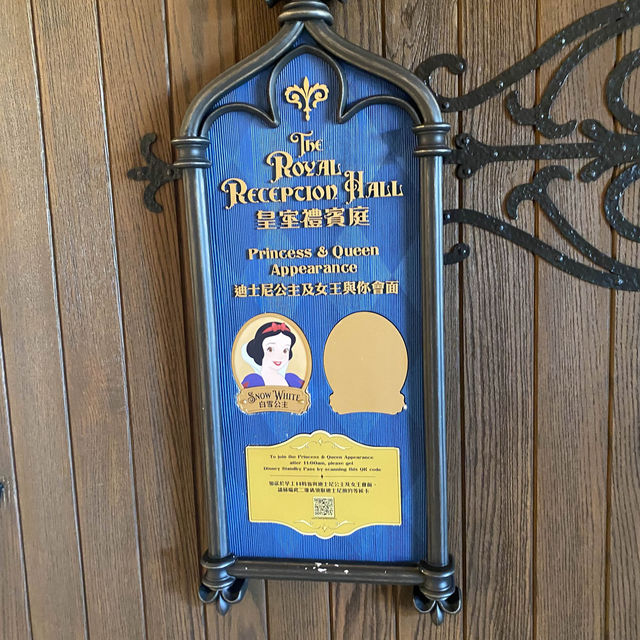 The
Royal
Reception Hall
皇室禮賓庭
Princess & Queen
Appearance
迪士尼公主及女王與你會面
Snow White
白雪公主
To join the Princess & Queen Appearance
after 11:00am, please get
Disney Standby Pass by scanning this QR code